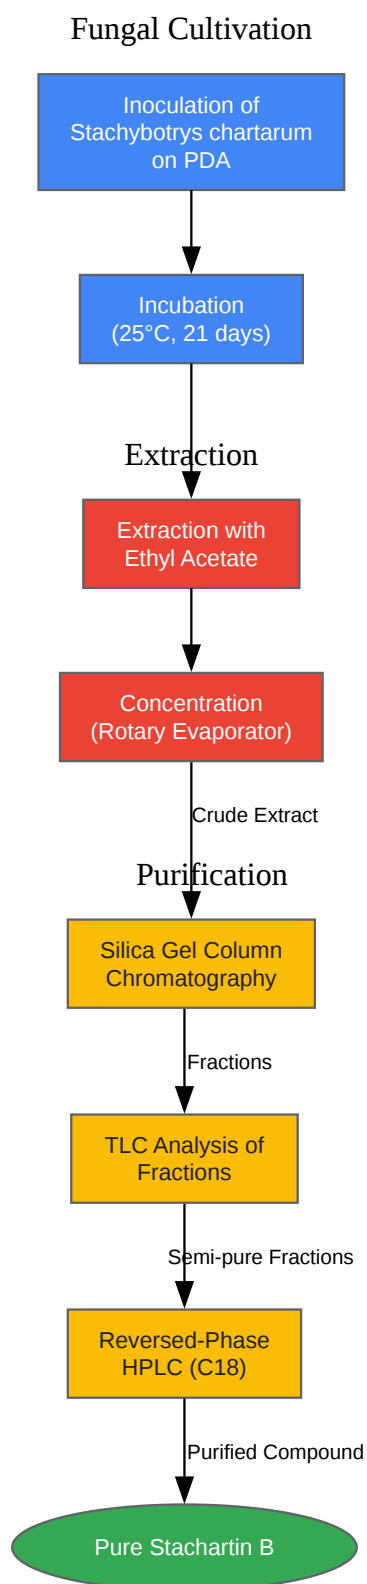 Fungal Cultivation
Inoculation of
Stachybotrys chartarum
on PDA
Incubation
(25°C, 21 days)
Extraction
Extraction with
Ethyl Acetate
Concentration
(Rotary Evaporator)
Crude Extract
Purification
Silica Gel Column
Chromatography
Fractions
TLC Analysis of
Fractions
Semi-pure Fractions
Reversed-Phase
HPLC (C18)
Purified Compound
Pure Stachartin B